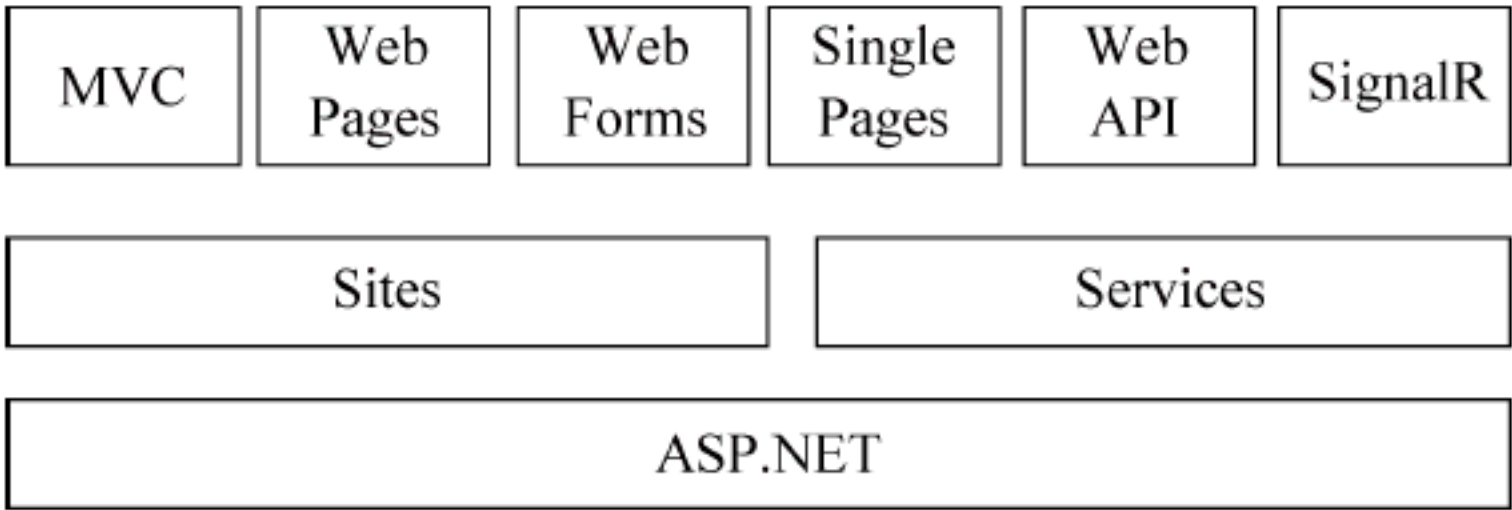 MVC
Web
Pages
Web
Forms
Single
Pages
Web
API
SignalR
Sites
Services
ASP.NET